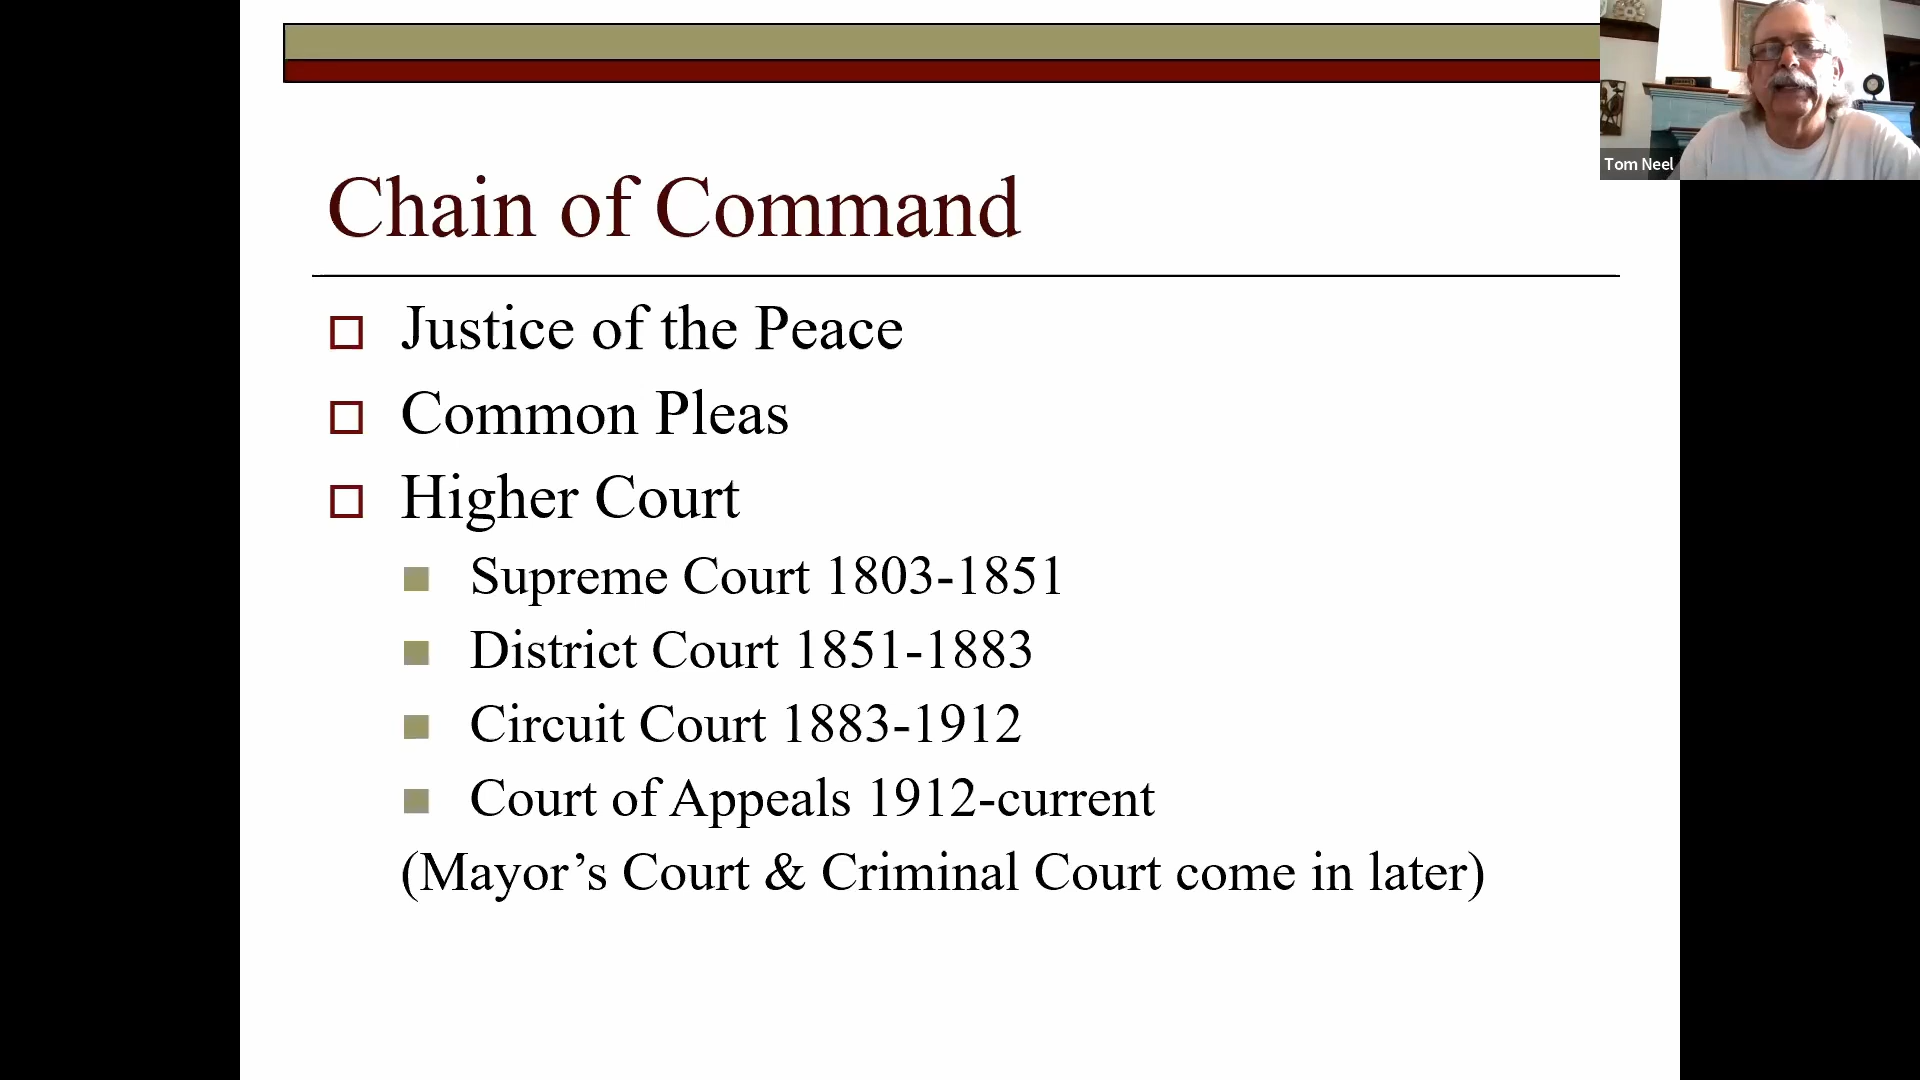 Chain of Command
Justice of the Peace
Common Pleas
Higher Court
Supreme Court 1803-1851
District Court 1851-1883
Circuit Court 1883-1912
Court of Appeals 1912-current
(Mayor’s Court & Criminal Court come in later)
Tom Neel